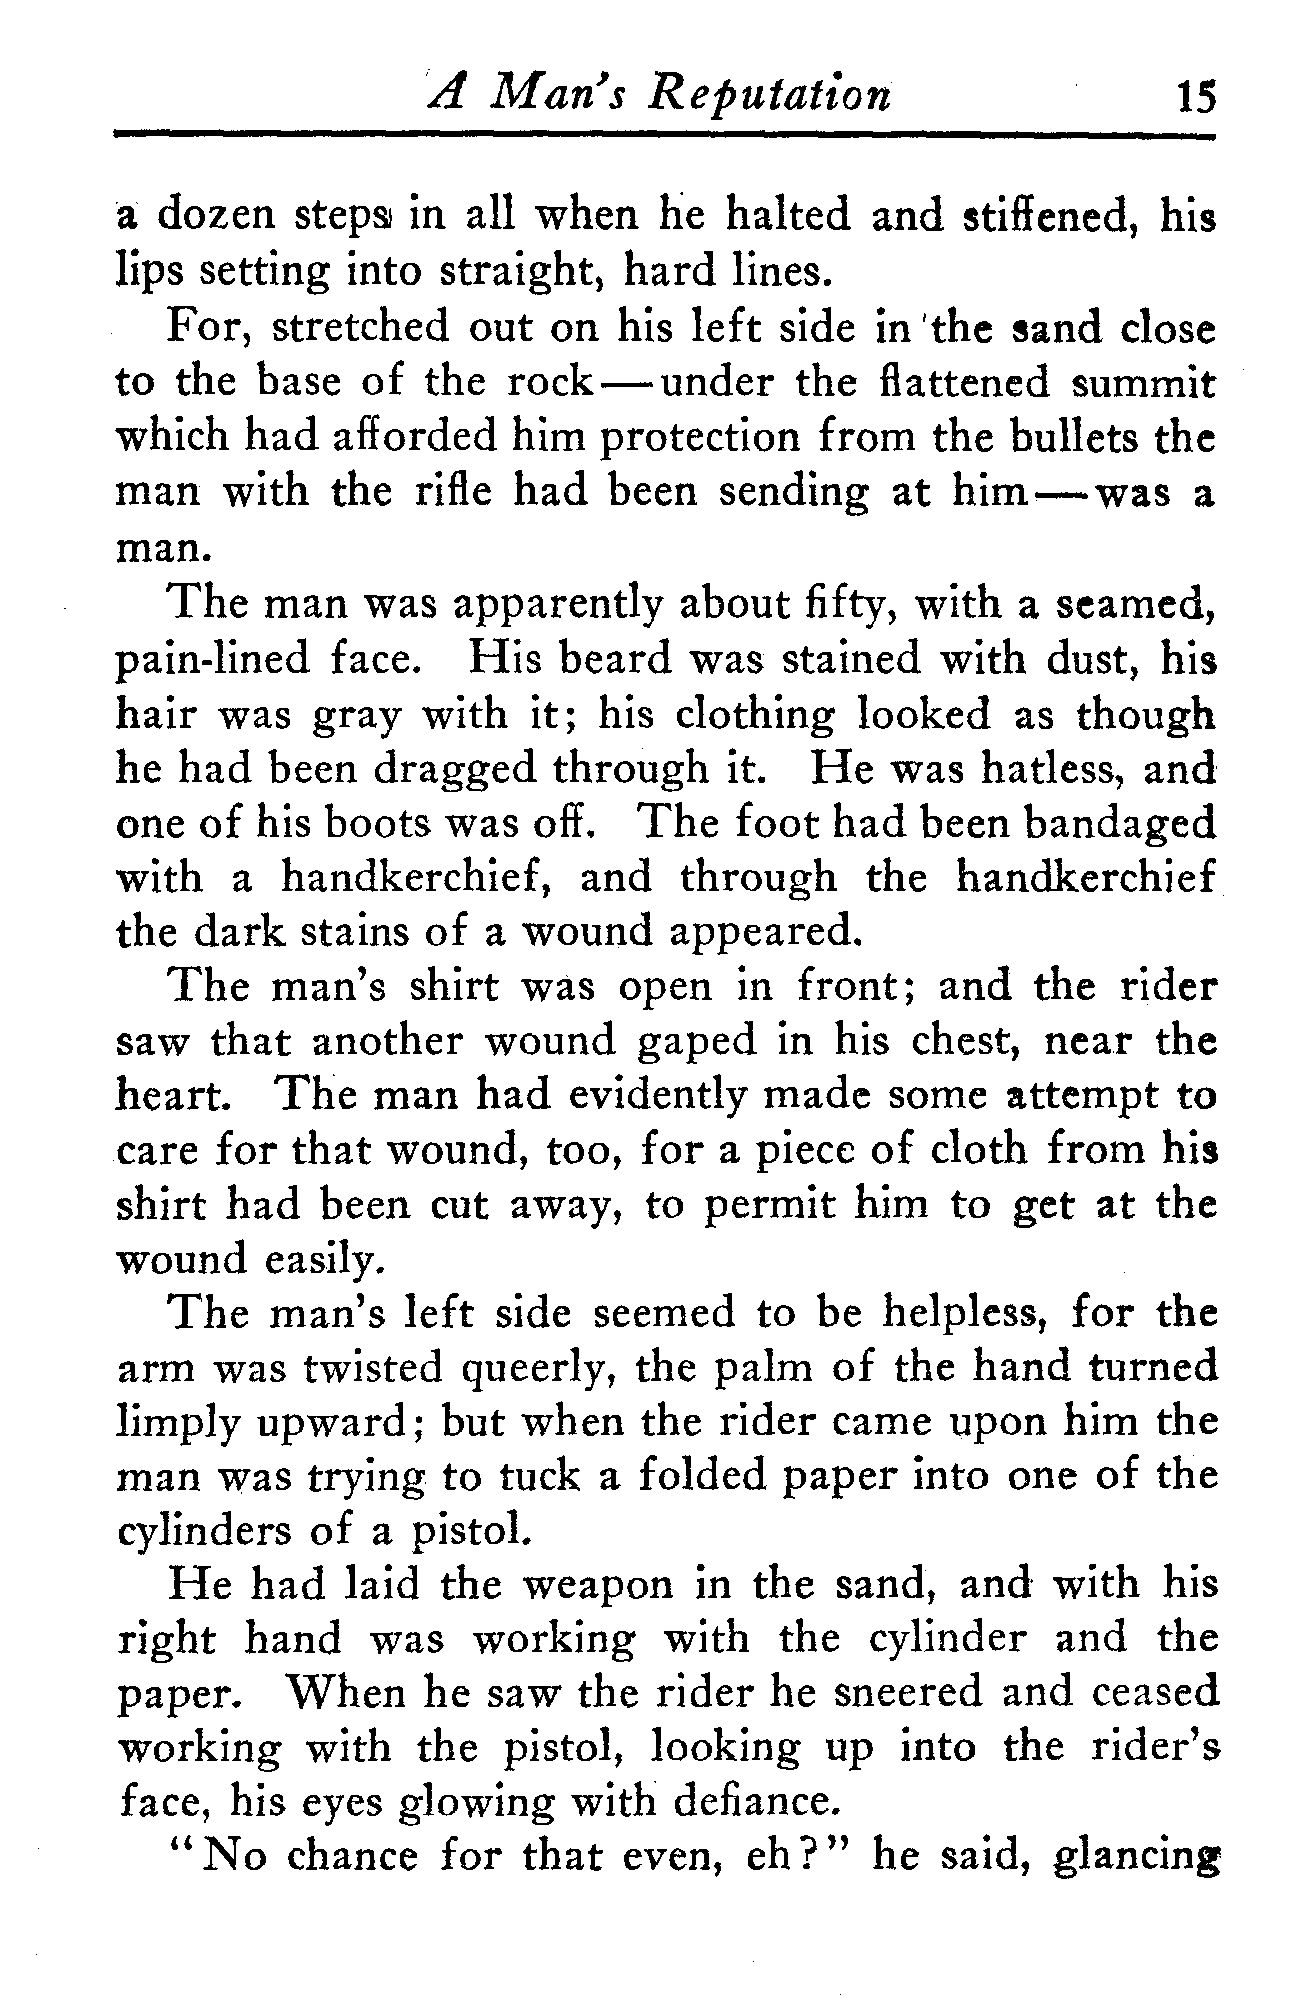 A Man's Reputation 15
a dozen steps in all when he halted and stiffened, his
lips setting into straight, hard lines.
For, stretched out on his left side in the sand close
to the base of the rock—under the flattened summit
which had afforded him protection from the bullets the
man with the rifle had been sending at him—was a
man.
The man was apparently about fifty, with a seamed,
pain-lined face. His beard was stained with dust, his
hair was gray with it; his clothing looked as though
he had been dragged through it. He was hatless, and
one of his boots was off. The foot had been bandaged
with a handkerchief, and through the handkerchief
the dark stains of a wound appeared.
The man's shirt was open in front; and the rider
saw that another wound gaped in his chest, near the
heart. The man had evidently made some attempt to
care for that wound, too, for a piece of cloth from his
shirt had been cut away, to permit him to get at the
wound easily.
The man's left side seemed to be helpless, for the
arm was twisted queerly, the palm of the hand turned
limply upward; but when the rider came upon him the
man was trying to tuck a folded paper into one of the
cylinders of a pistol.
He had laid the weapon in the sand, and with his
right hand was working with the cylinder and the
paper. When he saw the rider he sneered and ceased
working with the pistol, looking up into the rider's
face, his eyes glowing with defiance.
"No chance for that even, eh?" he said, glancing